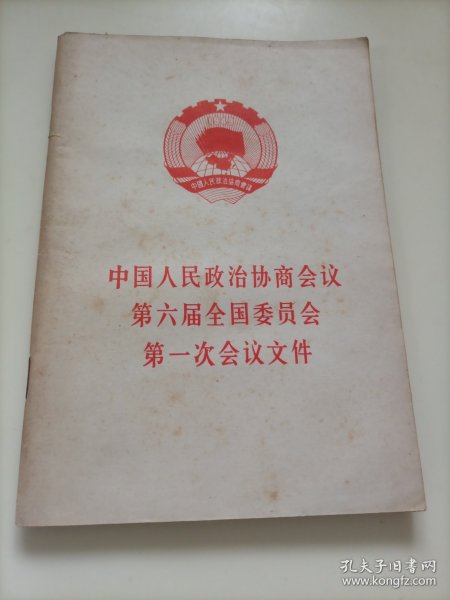 中国人民政治协商会议
中国人民政治协商会议
第六届全国委员会
第一次会议文件
孔夫子旧书网
www.kongfz.com